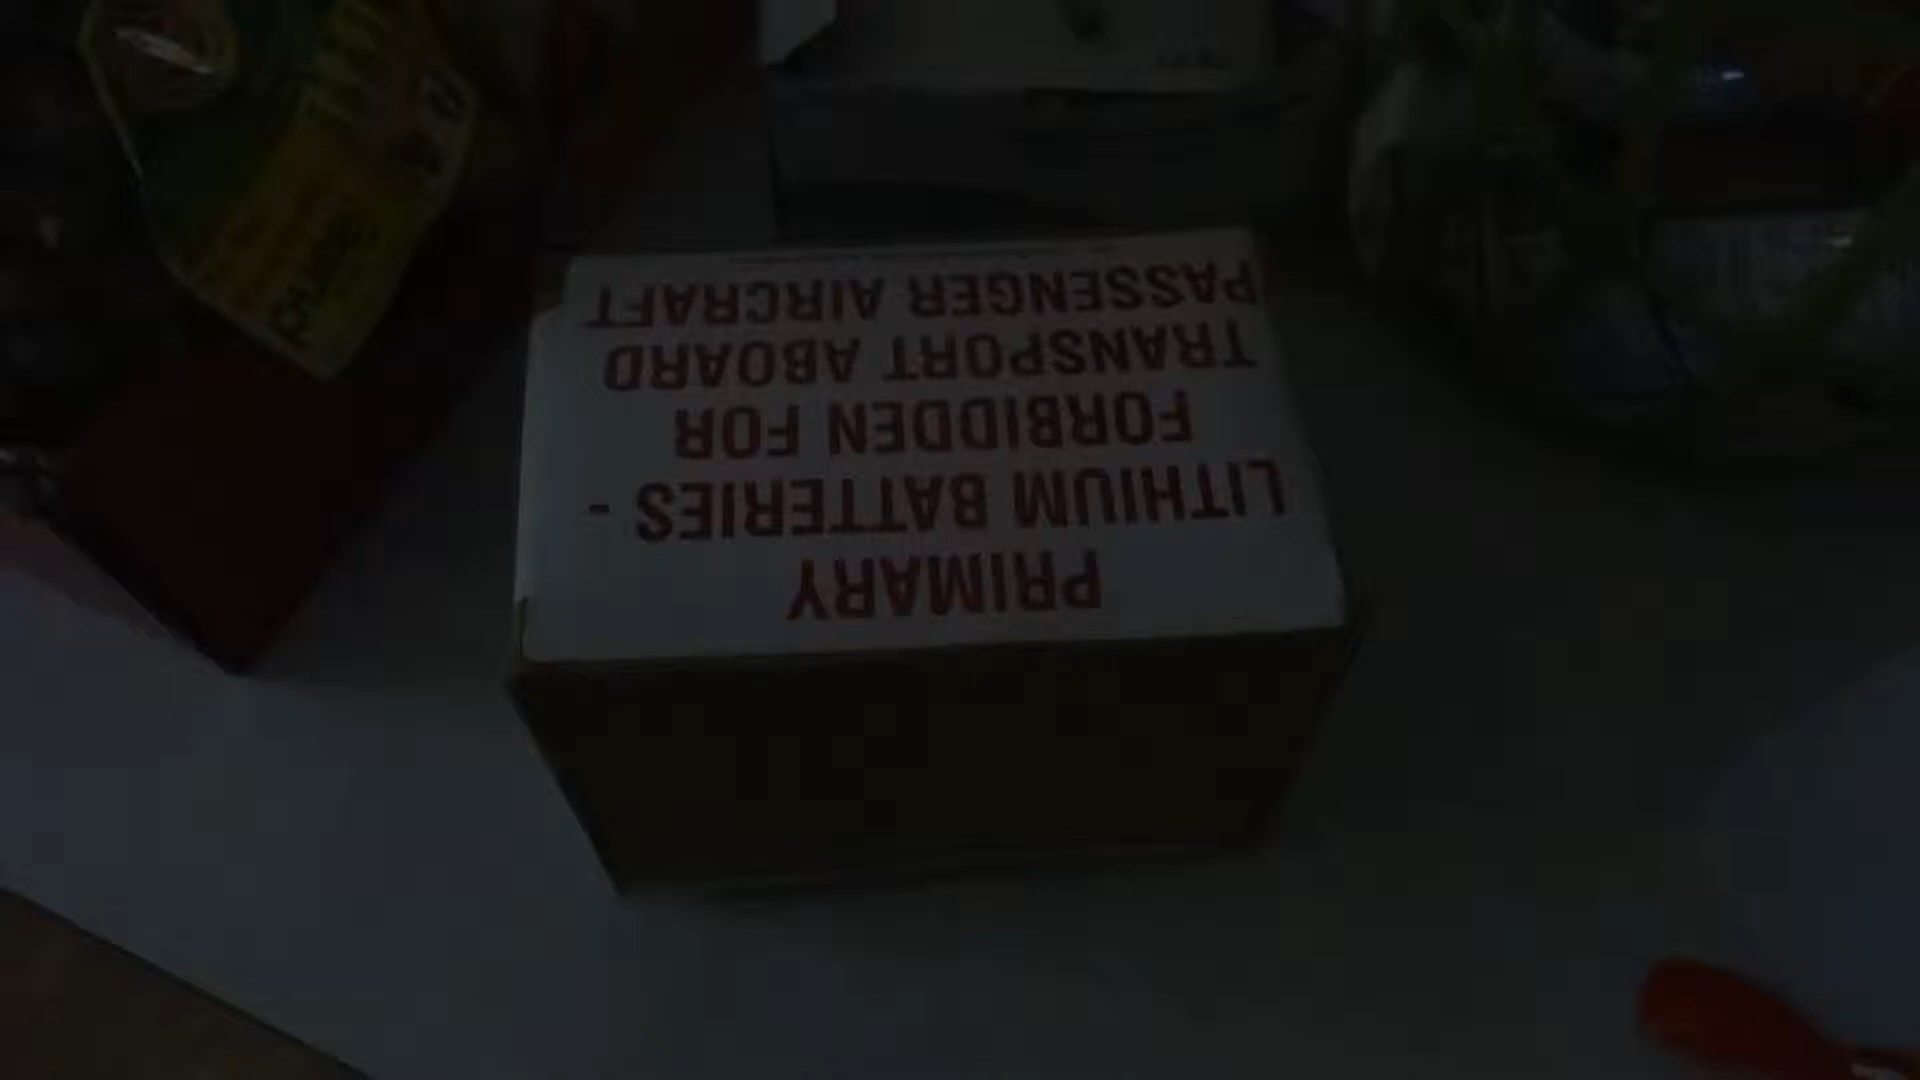 PRIMARY
LITHIUM BATTERIES -
FORBIDDEN FOR
TRANSPORT ABOARD
PASSENGER AIRCRAFT